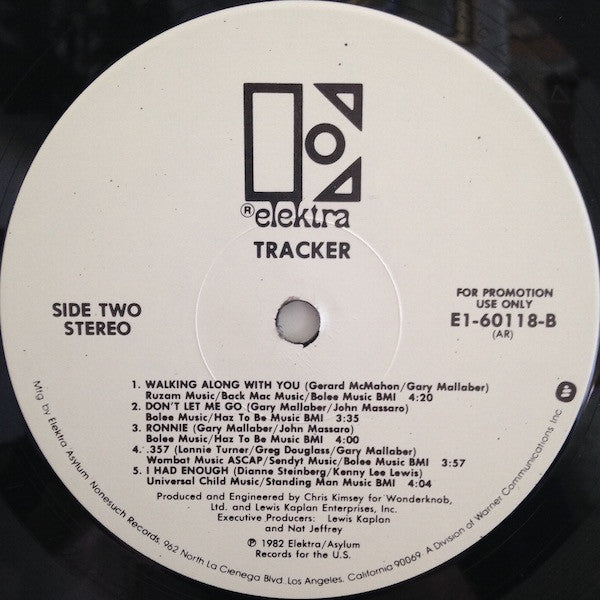 ® elektra
TRACKER
SIDE TWO
STEREO
FOR PROMOTION
USE ONLY
E1-60118-B
(AR)
1. WALKING ALONG WITH YOU (Gerard McMahon/Gary Mallaber)
Ruzam Music/Back Mac Music/Bolee Music BMI 4:20
2. DON'T LET ME GO (Gary Mallaber/John Massaro)
Bolee Music/Haz To Be Music BMI 3:35
3. RONNIE (Gary Mallaber/John Massaro)
Bolee Music/Haz To Be Music BMI 4:00
4. .357 (Lonnie Turner/Greg Douglass/Gary Mallaber)
Wombat Music ASCAP/Sendyt Music/Bolee Music BMI 3:57
5. I HAD ENOUGH (Dianne Steinberg/Kenny Lee Lewis)
Universal Child Music/Standing Man Music BMI 4:04
Produced and Engineered by Chris Kimsey for Wonderknob,
Ltd. and Lewis Kaplan Enterprises, Inc.
Executive Producers: Lewis Kaplan
and Nat Jeffrey
℗ 1982 Elektra/Asylum
Records for the U.S.
Mfg. by Elektra Asylum Nonesuch Records, 962 North La Cienega Blvd. Los Angeles, California 90069 A Division of Warner Communications Inc.